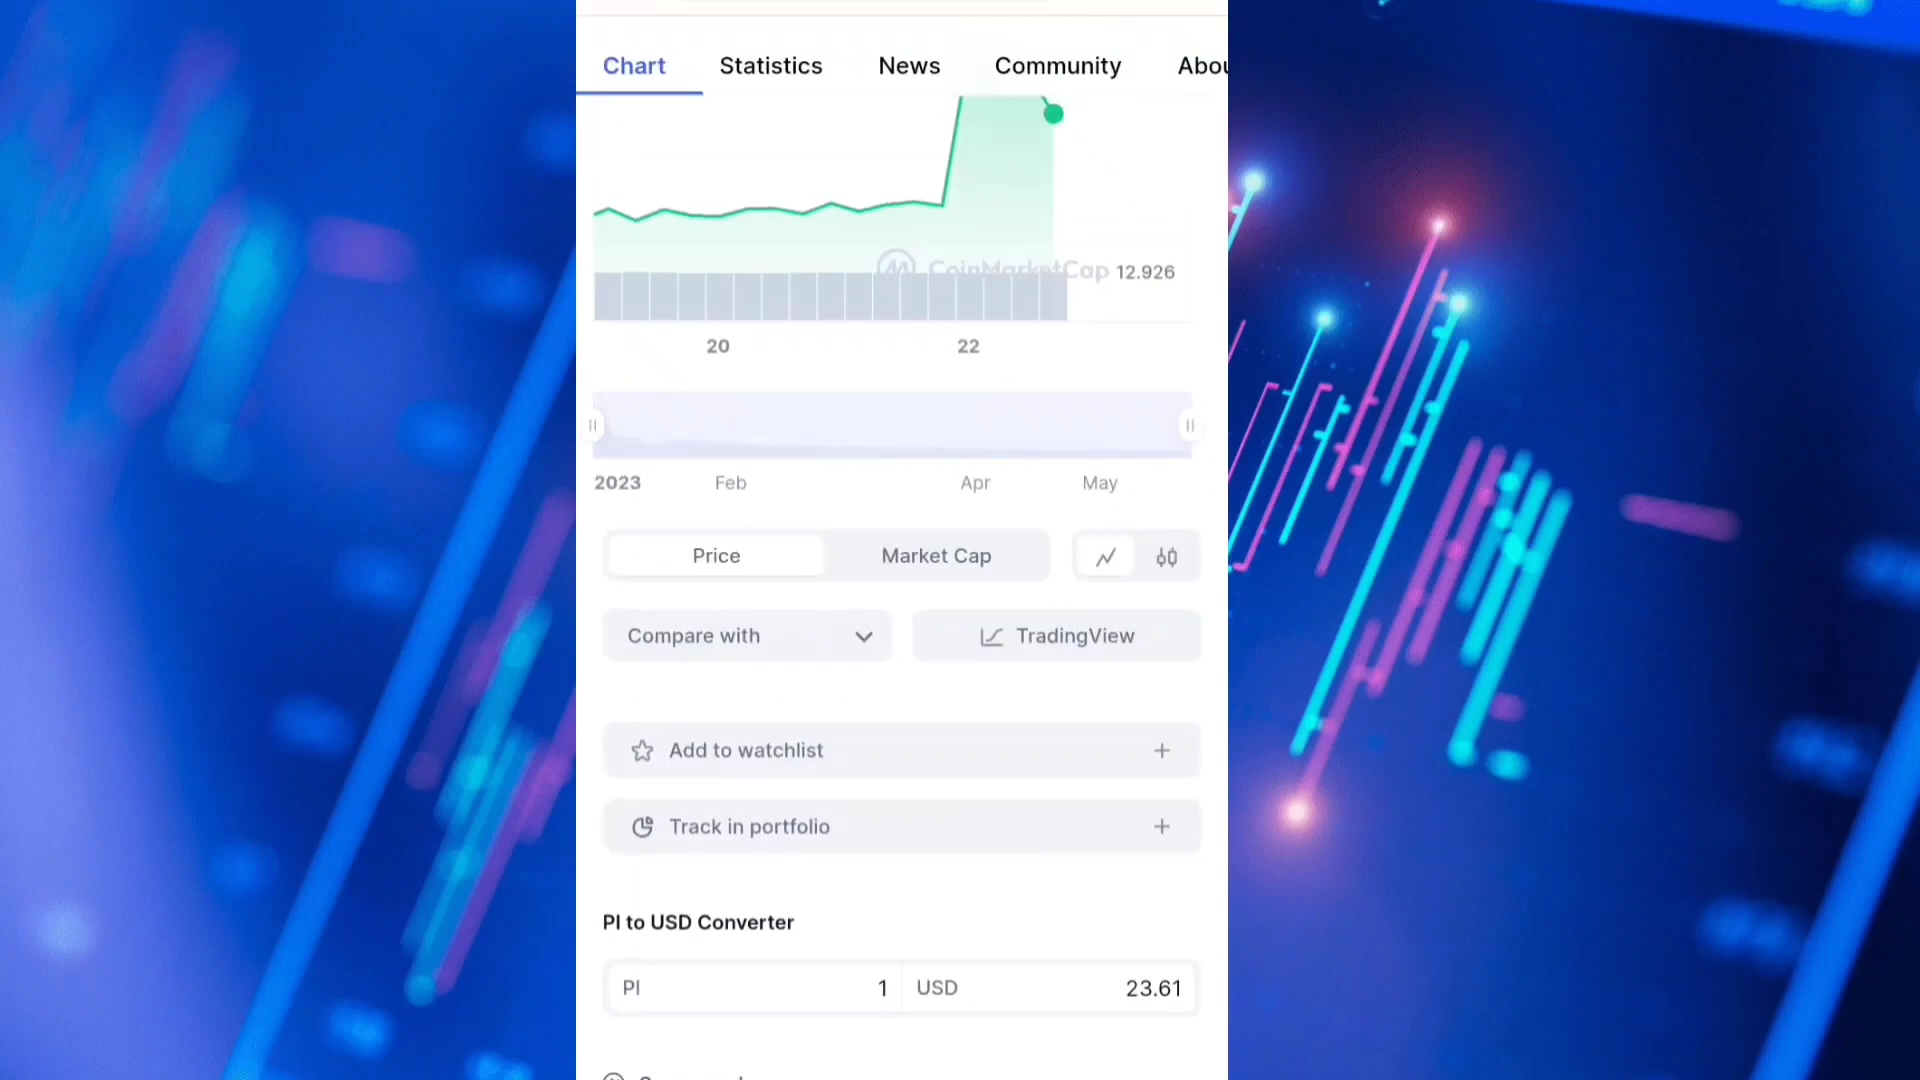 Chart Statistics News Community Abou
CoinMarketCap 12.926
20 22
2023 Feb Apr May
Price Market Cap
Compare with TradingView
Add to watchlist +
Track in portfolio +
PI to USD Converter
PI 1 USD 23.61